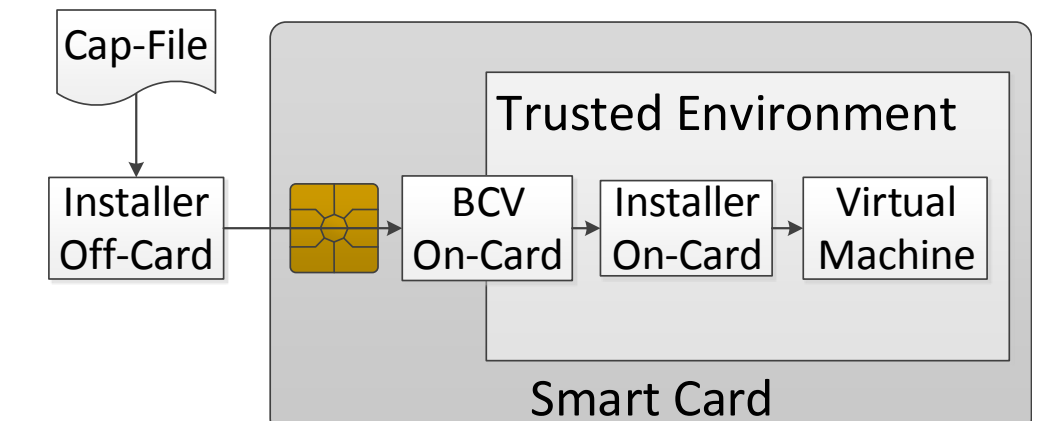 Cap-File
Trusted Environment
Installer
Off-Card
BCV
On-Card
Installer
On-Card
Virtual
Machine
Smart Card